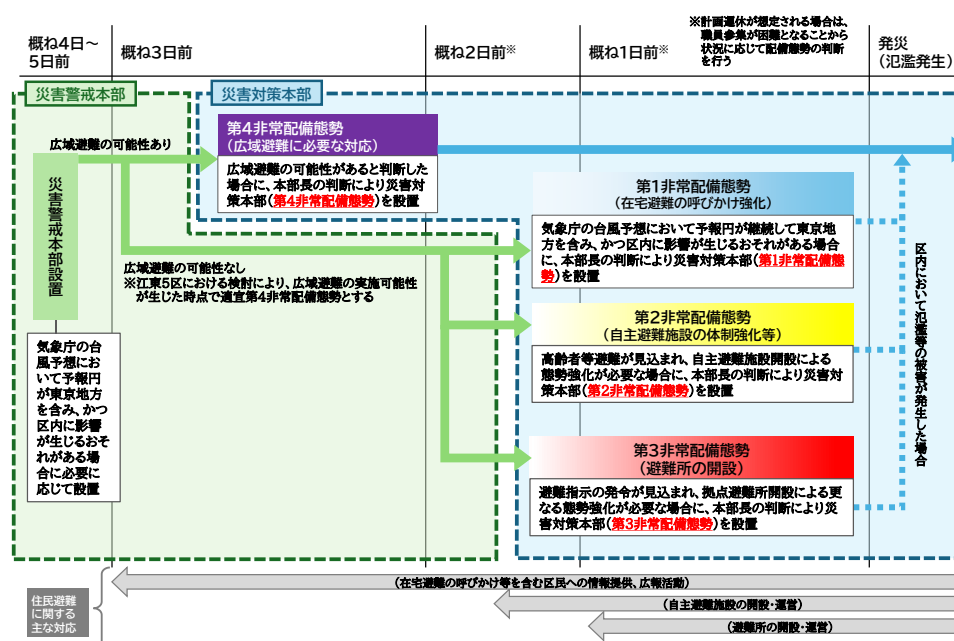 ※計画運休が想定される場合は、
職員参集が困難となることから
状況に応じて配備態勢の判断
を行う
概ね4日～
5日前
概ね3日前
概ね2日前※
概ね1日前※
発災
(氾濫発生)
災害警戒本部
災害対策本部
広域避難の可能性あり
災害警戒本部設置
気象庁の台
風予想にお
いて予報円
が東京地方
を含み、かつ
区内に影響
が生じるおそ
れがある場
合に必要に
応じて設置
第4非常配備態勢
(広域避難に必要な対応)
広域避難の可能性があると判断した
場合に、本部長の判断により災害対
策本部(第4非常配備態勢)を設置
広域避難の可能性なし
※江東5区における検討により、広域避難の実施可能性
が生じた時点で適宜第4非常配備態勢とする
第1非常配備態勢
(在宅避難の呼びかけ強化)
気象庁の台風予想において予報円が継続して東京地
方を含み、かつ区内に影響が生じるおそれがある場合
に、本部長の判断により災害対策本部(第1非常配備態
勢)を設置
第2非常配備態勢
(自主避難施設の体制強化等)
高齢者等避難が見込まれ、自主避難施設開設による
態勢強化が必要な場合に、本部長の判断により災害対
策本部(第2非常配備態勢)を設置
第3非常配備態勢
(避難所の開設)
避難指示の発令が見込まれ、拠点避難所開設による更
なる態勢強化が必要な場合に、本部長の判断により災
害対策本部(第3非常配備態勢)を設置
区内において氾濫等の被害が発生した場合
住民避難
に関する
主な対応
(在宅避難の呼びかけ等を含む区民への情報提供、広報活動)
(自主避難施設の開設・運営)
(避難所の開設・運営)